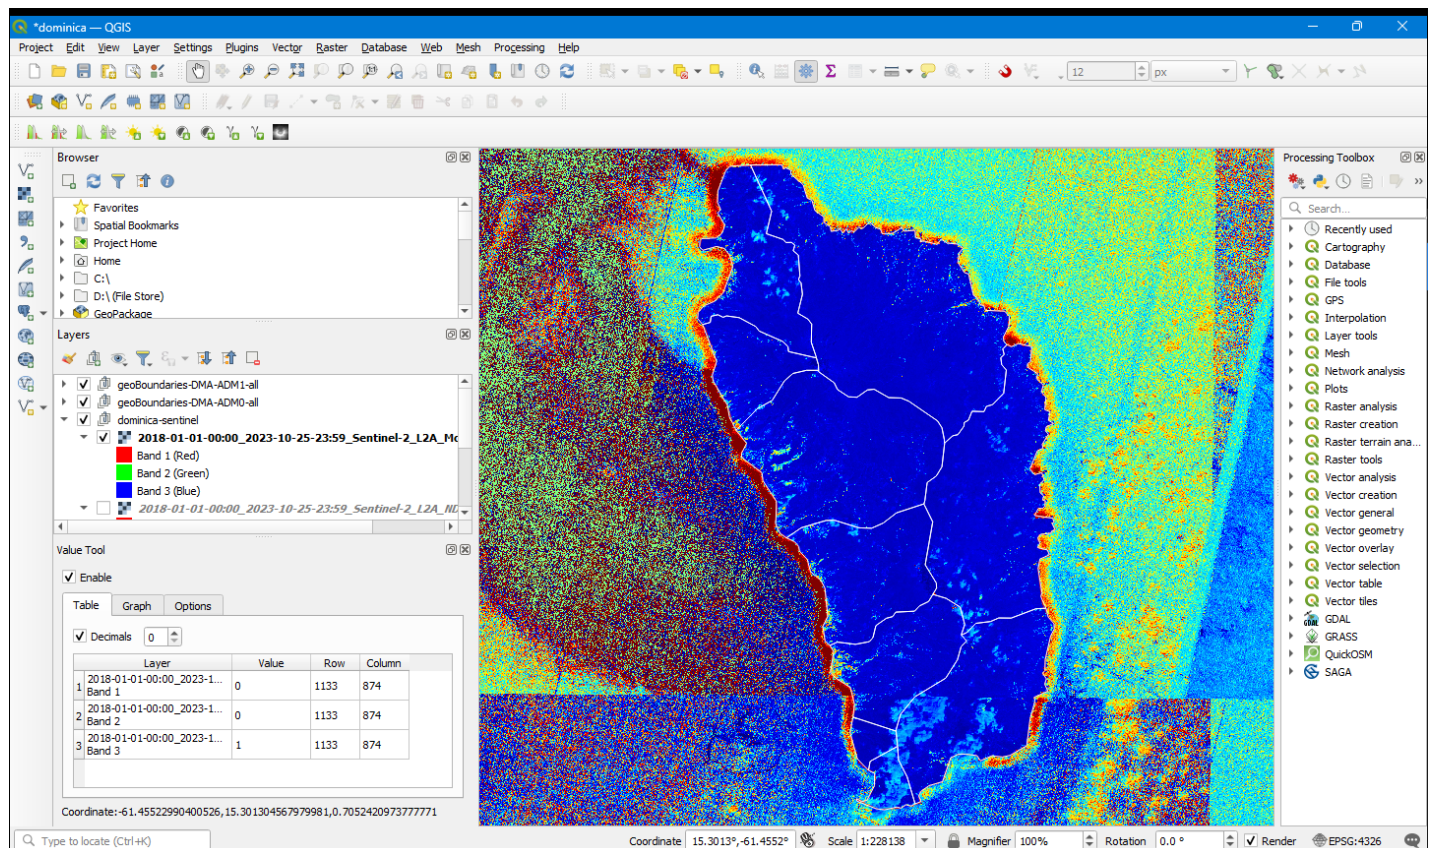 *dominica — QGIS
Project Edit View Layer Settings Plugins Vector Raster Database Web Mesh Processing Help
12 px
Browser
Favorites
Spatial Bookmarks
Project Home
Home
C:\
D:\ (File Store)
GeoPackage
Layers
geoBoundaries-DMA-ADM1-all
geoBoundaries-DMA-ADM0-all
dominica-sentinel
2018-01-01-00:00_2023-10-25-23:59_Sentinel-2_L2A_Mo
Band 1 (Red)
Band 2 (Green)
Band 3 (Blue)
2018-01-01-00:00_2023-10-25-23:59_Sentinel-2_L2A_ND
Value Tool
Enable
Table Graph Options
Decimals 0
Layer Value Row Column
1 2018-01-01-00:00_2023-1... Band 1 0 1133 874
2 2018-01-01-00:00_2023-1... Band 2 0 1133 874
3 2018-01-01-00:00_2023-1... Band 3 1 1133 874
Coordinate:-61.45522990400526,15.301304567979981,0.7052420973777771
Processing Toolbox
Search...
Recently used
Cartography
Database
File tools
GPS
Interpolation
Layer tools
Mesh
Network analysis
Plots
Raster analysis
Raster creation
Raster terrain ana...
Raster tools
Vector analysis
Vector creation
Vector general
Vector geometry
Vector overlay
Vector selection
Vector table
Vector tiles
GDAL
GRASS
QuickOSM
SAGA
Type to locate (Ctrl+K)
Coordinate 15.3013°,-61.4552° Scale 1:228138 Magnifier 100% Rotation 0.0 ° Render EPSG:4326